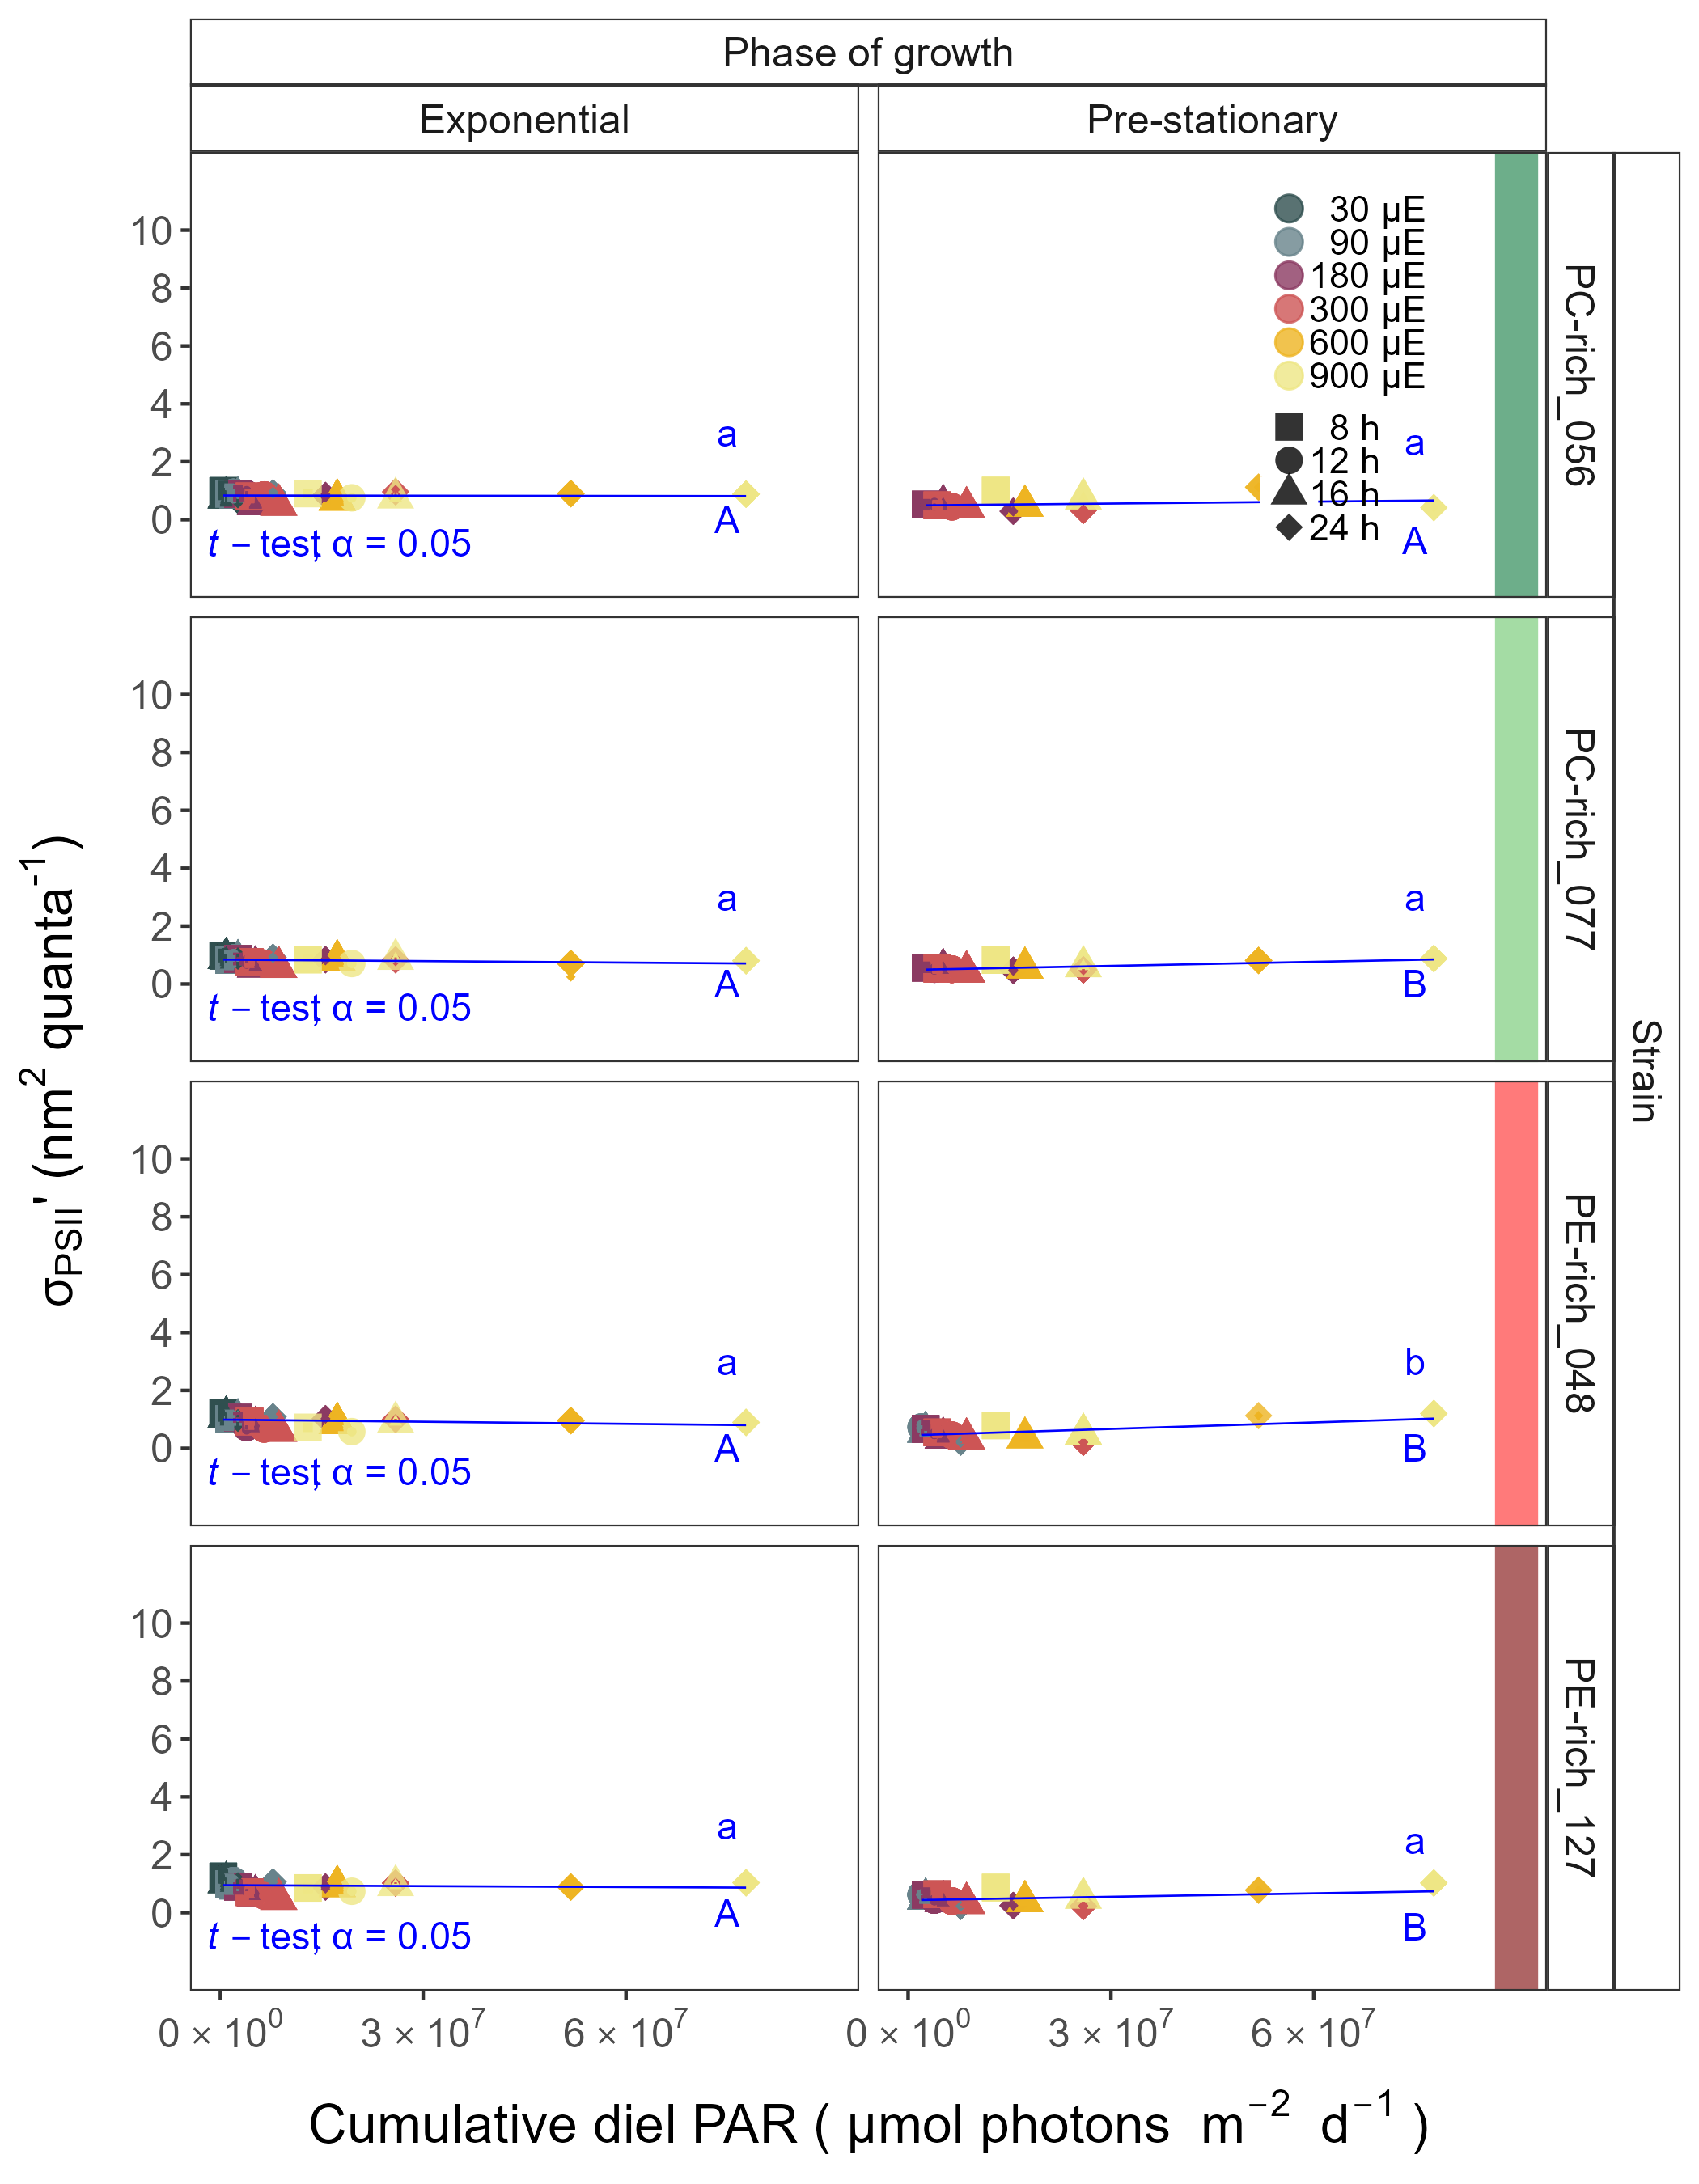 Phase of growth
Exponential Pre-stationary
10
8
6
4
2
0
a
A
t – test, α = 0.05
30 µE
90 µE
180 µE
300 µE
600 µE
900 µE
8 h
12 h
16 h
24 h
a
A
PC-rich_056
10
8
6
4
2
0
a
A
t – test, α = 0.05
a
B
PC-rich_077
10
8
6
4
2
0
a
A
t – test, α = 0.05
b
B
PE-rich_048
10
8
6
4
2
0
a
A
t – test, α = 0.05
a
B
PE-rich_127
Strain
σPSII' (nm² quanta⁻¹)
0 × 10⁰ 3 × 10⁷ 6 × 10⁷ 0 × 10⁰ 3 × 10⁷ 6 × 10⁷
Cumulative diel PAR ( µmol photons m⁻² d⁻¹ )